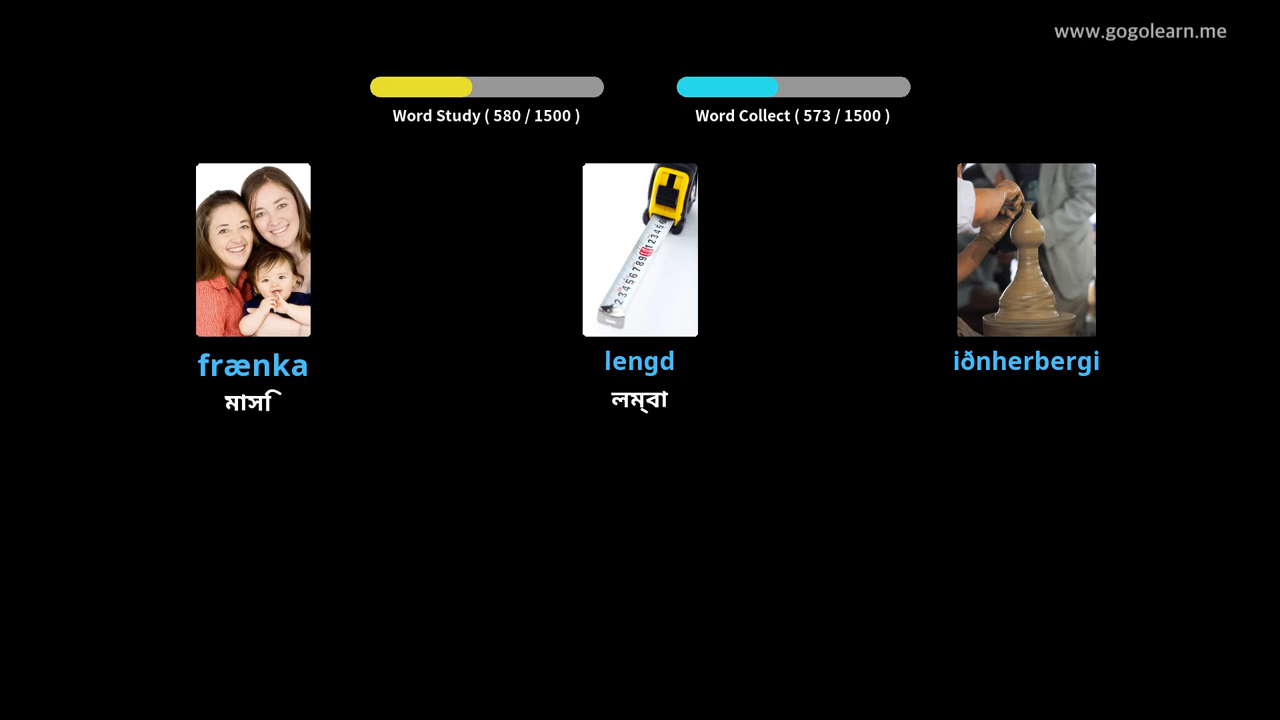 www.gogolearn.me
Word Study ( 580 / 1500 )
Word Collect ( 573 / 1500 )
frænka
lengd
iðnherbergi
মাসি
লম্বা